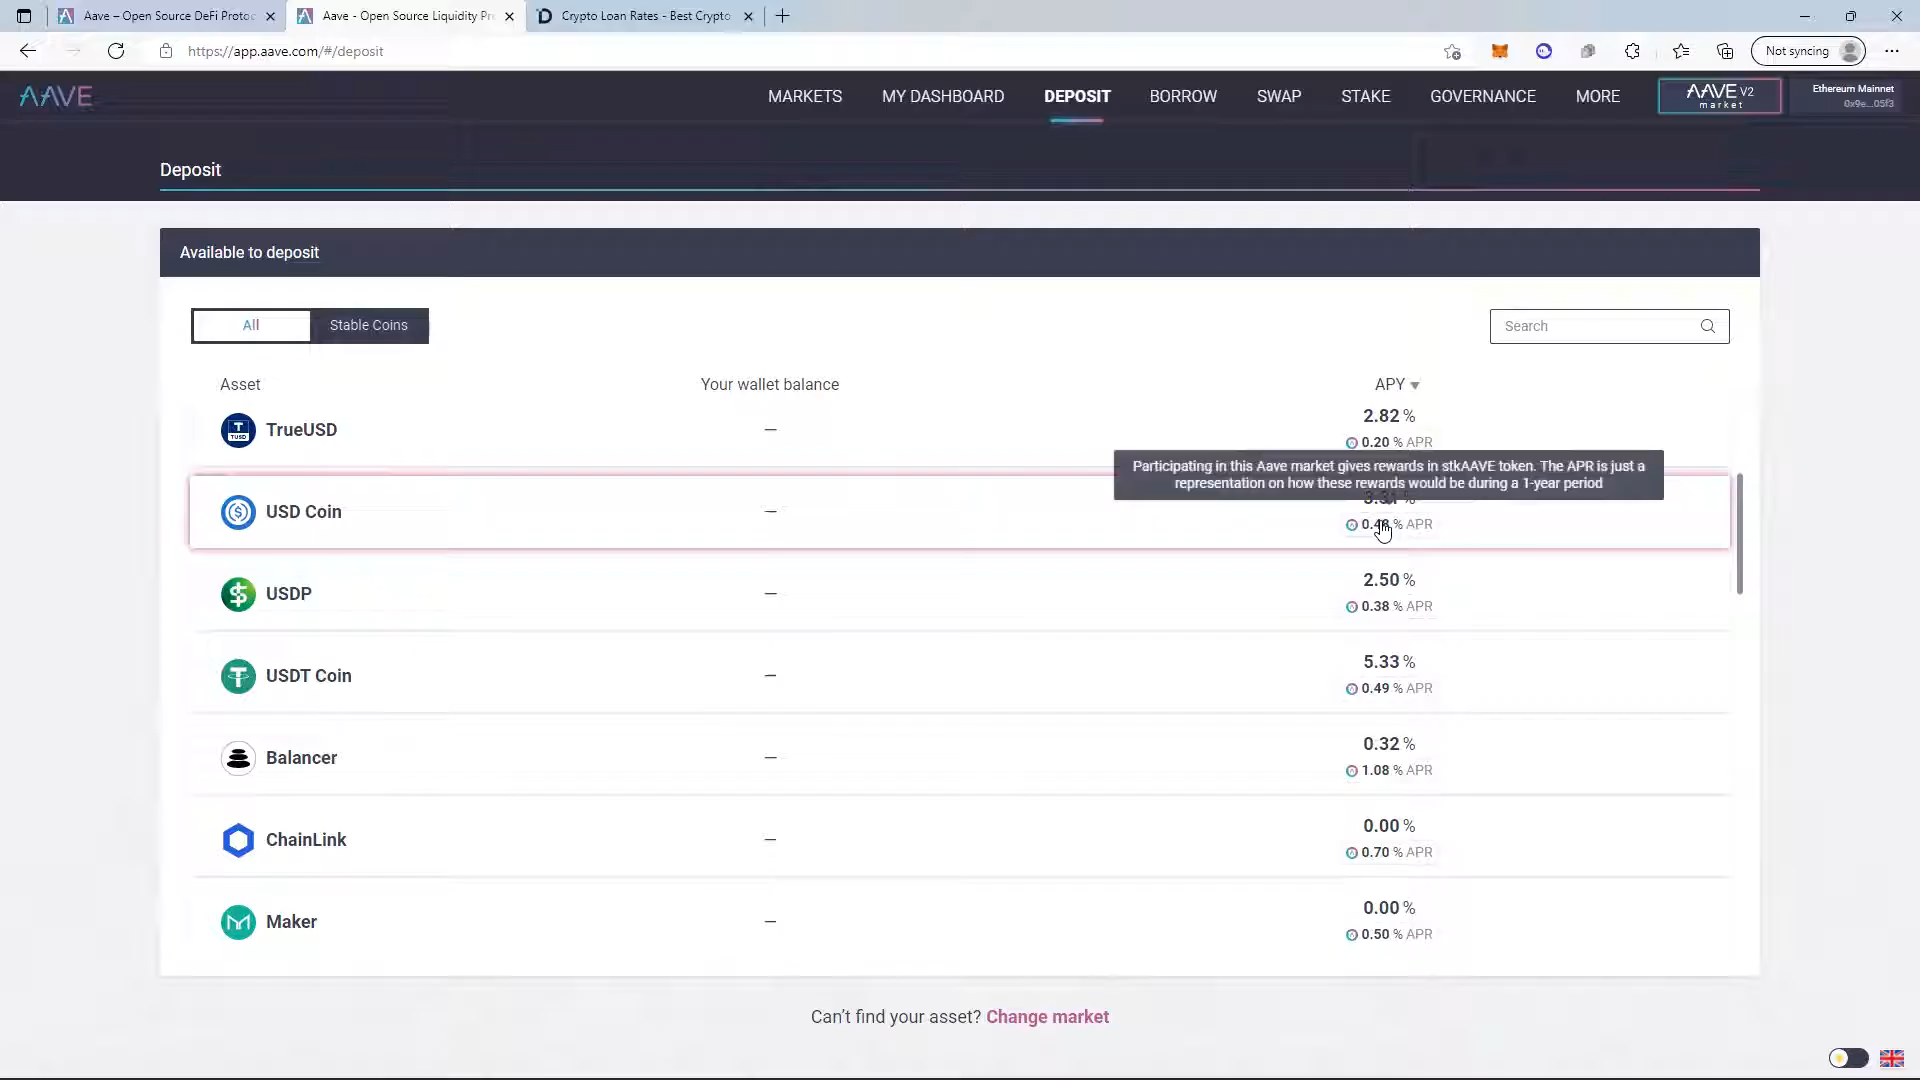 Aave – Open Source DeFi Protoc
Aave - Open Source Liquidity Pr
Crypto Loan Rates - Best Crypto
https://app.aave.com/#/deposit
Not syncing
AAVE
MARKETS
MY DASHBOARD
DEPOSIT
BORROW
SWAP
STAKE
GOVERNANCE
MORE
AAVE V2
market
Ethereum Mainnet
0x9e...05f3
Deposit
Available to deposit
All
Stable Coins
Search
Asset
Your wallet balance
APY
TrueUSD
—
2.82 %
0.20 % APR
Participating in this Aave market gives rewards in stkAAVE token. The APR is just a
representation on how these rewards would be during a 1-year period
USD Coin
—
3.31 %
0.48 % APR
USDP
—
2.50 %
0.38 % APR
USDT Coin
—
5.33 %
0.49 % APR
Balancer
—
0.32 %
1.08 % APR
ChainLink
—
0.00 %
0.70 % APR
Maker
—
0.00 %
0.50 % APR
Can't find your asset? Change market